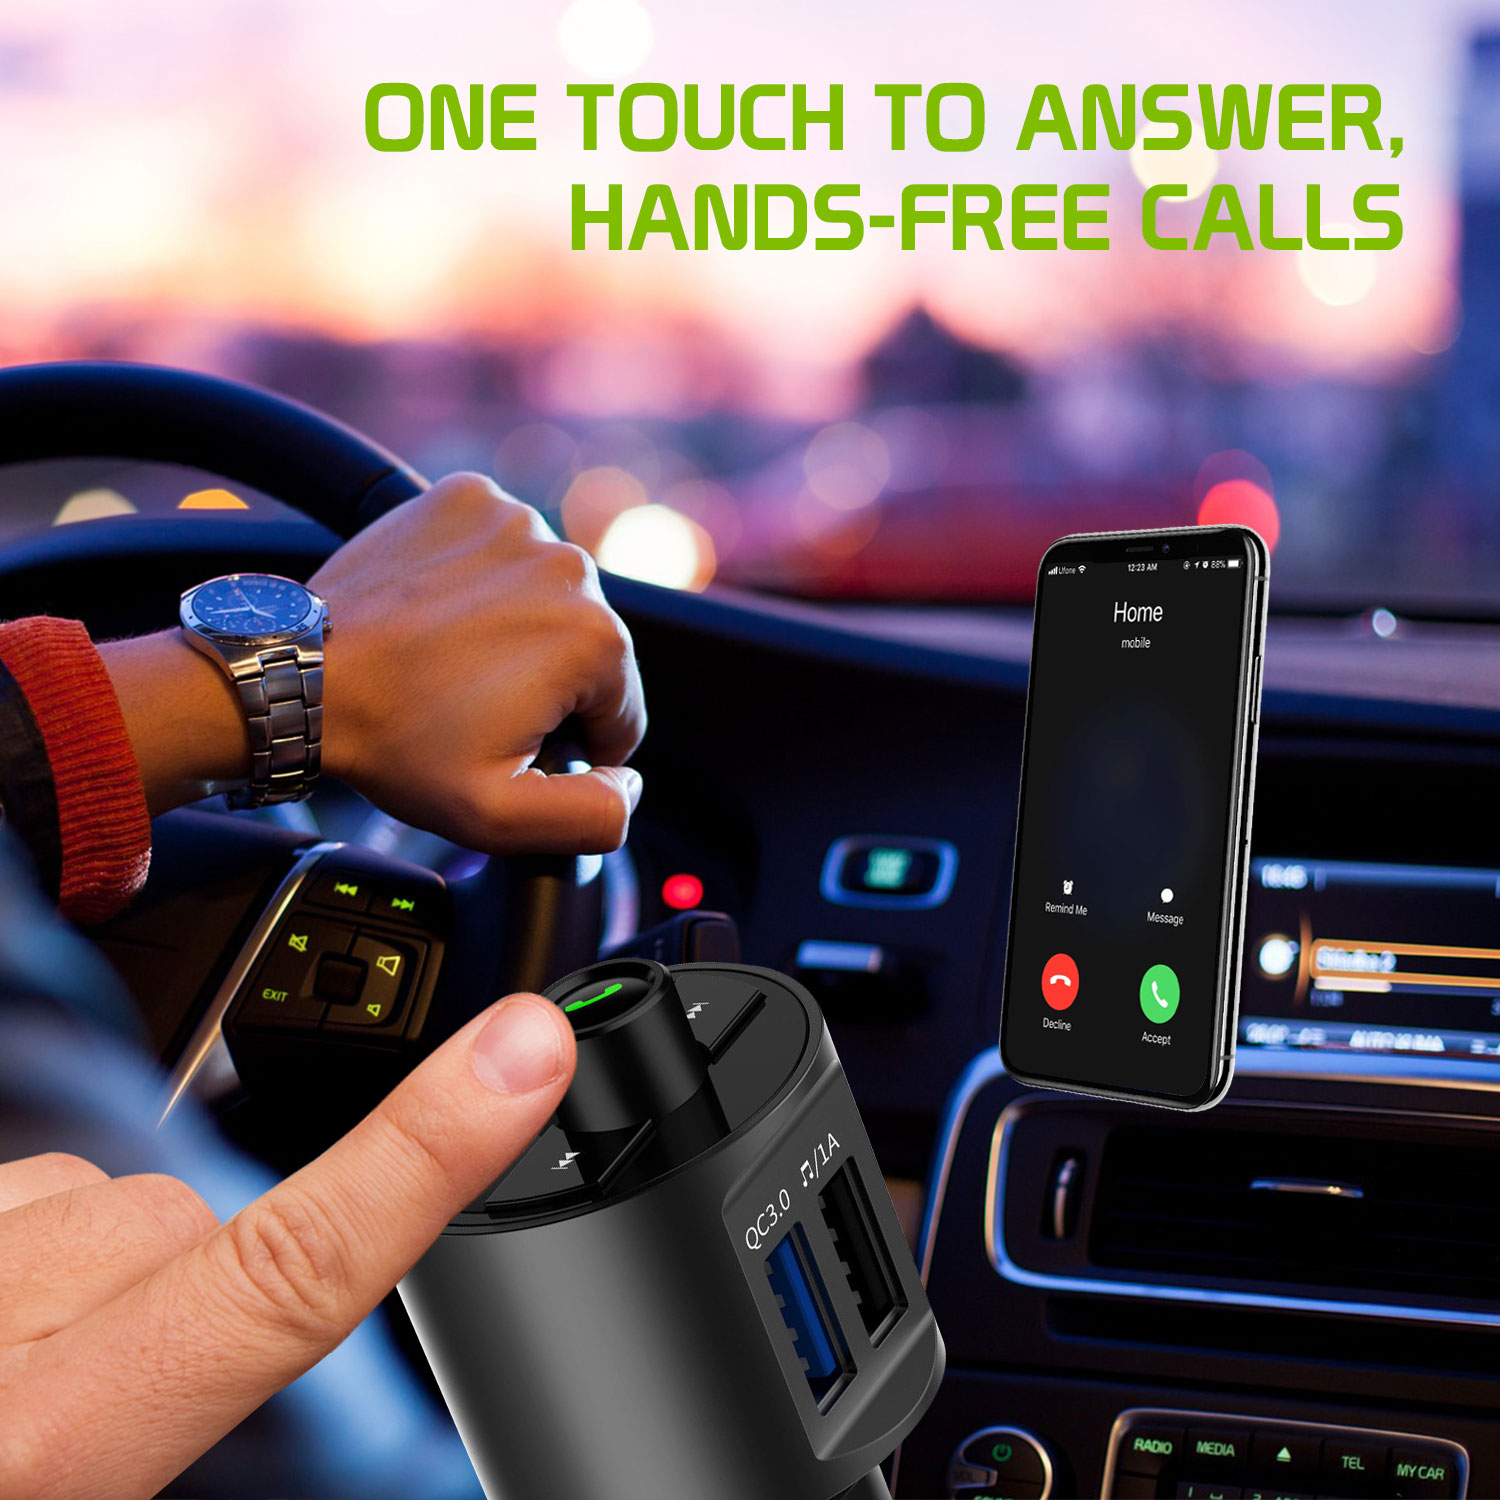 ONE TOUCH TO ANSWER,
HANDS-FREE CALLS
Ufone
12:23 AM
88%
Home
mobile
Remind Me
Message
Decline
Accept
EXIT
QC3.0
/1A
RADIO
MEDIA
TEL
MY CAR
VOL